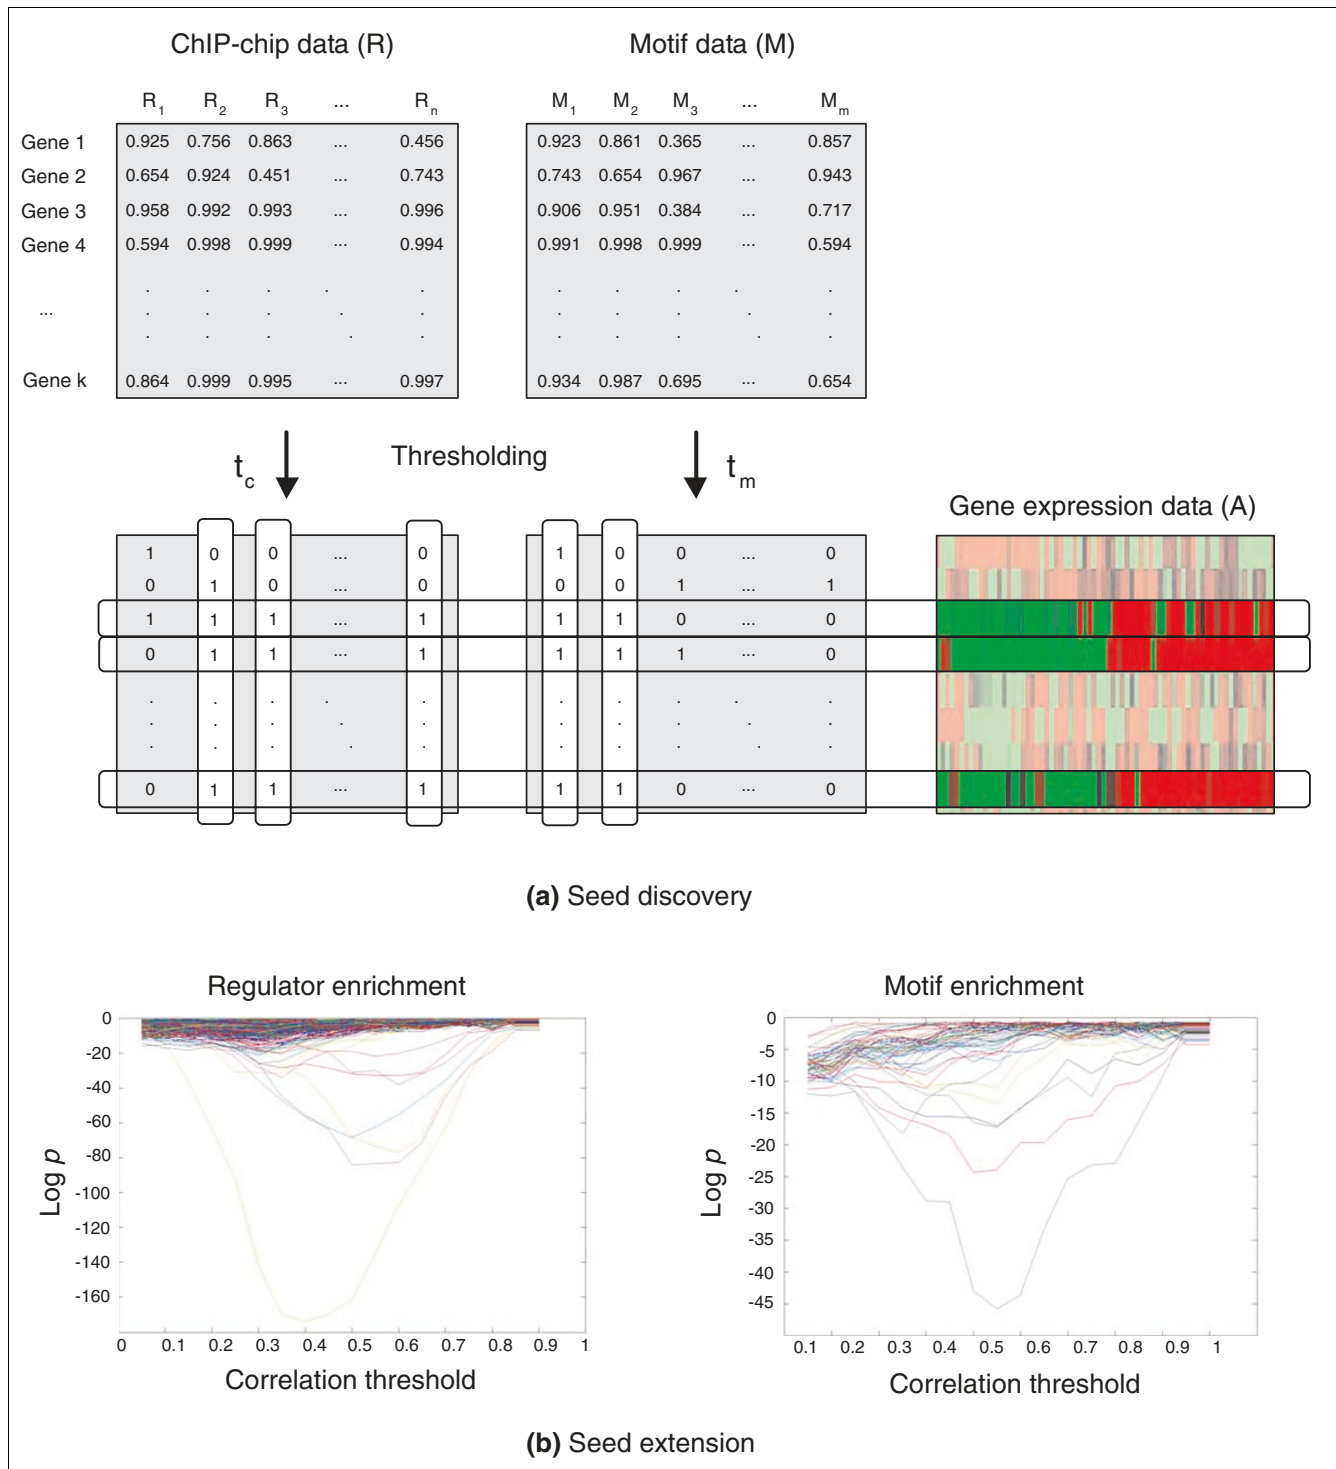 ChIP-chip data (R)
Motif data (M)
R1 R2 R3 ... Rn
M1 M2 M3 ... Mm
Gene 1 0.925 0.756 0.863 ... 0.456 0.923 0.861 0.365 ... 0.857
Gene 2 0.654 0.924 0.451 ... 0.743 0.743 0.654 0.967 ... 0.943
Gene 3 0.958 0.992 0.993 ... 0.996 0.906 0.951 0.384 ... 0.717
Gene 4 0.594 0.998 0.999 ... 0.994 0.991 0.998 0.999 ... 0.594
...
Gene k 0.864 0.999 0.995 ... 0.997 0.934 0.987 0.695 ... 0.654
tc Thresholding tm
Gene expression data (A)
1 0 0 ... 0 1 0 0 ... 0
0 1 0 ... 0 0 0 1 ... 1
1 1 1 ... 1 1 1 0 ... 0
0 1 1 ... 1 1 1 1 ... 0
0 1 1 ... 1 1 1 0 ... 0
(a) Seed discovery
Regulator enrichment
0
-20
-40
-60
-80
-100
-120
-140
-160
Log p
0 0.1 0.2 0.3 0.4 0.5 0.6 0.7 0.8 0.9 1
Correlation threshold
Motif enrichment
0
-5
-10
-15
-20
-25
-30
-35
-40
-45
Log p
0.1 0.2 0.3 0.4 0.5 0.6 0.7 0.8 0.9 1
Correlation threshold
(b) Seed extension